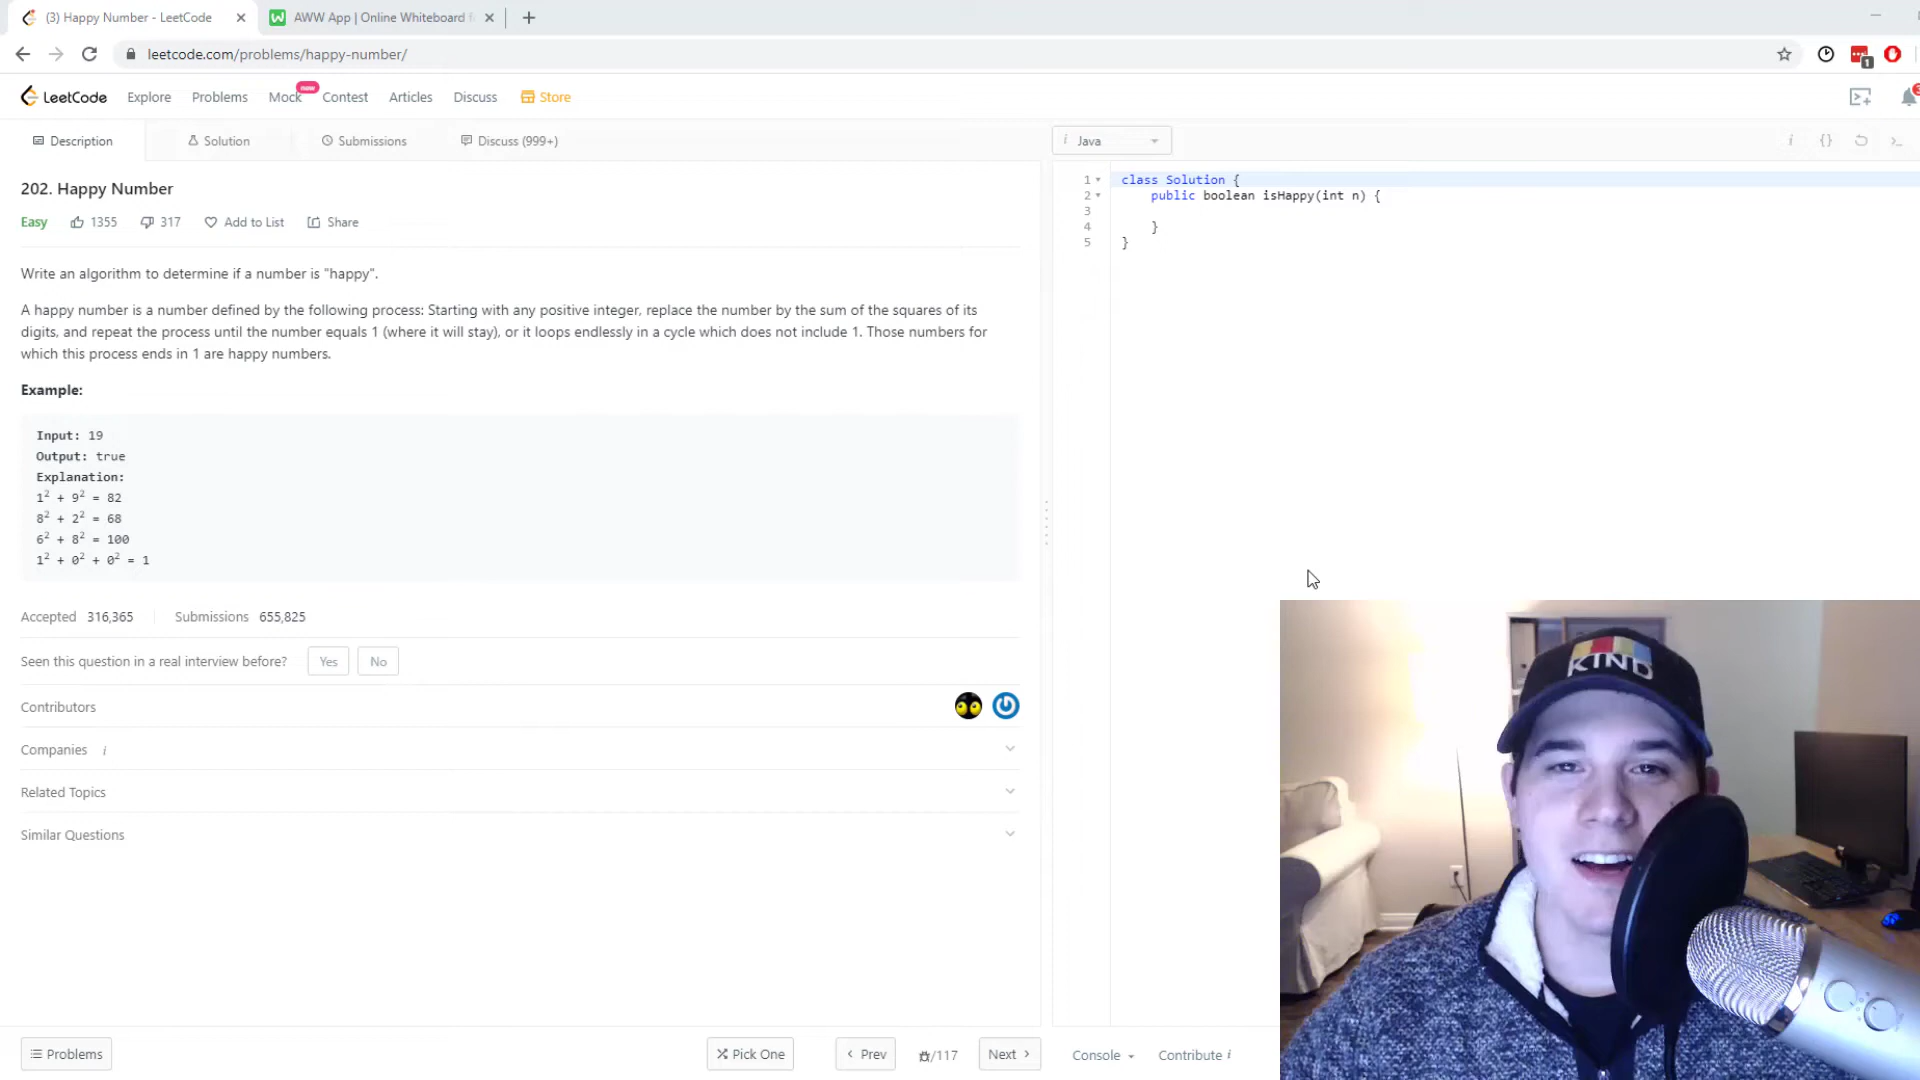 (3) Happy Number - LeetCode
AWW App | Online Whiteboard
leetcode.com/problems/happy-number/
1
LeetCode
Explore
Problems
Mock
new
Contest
Articles
Discuss
Store
Description
Solution
Submissions
Discuss (999+)
i Java
i {} >_
202. Happy Number
Easy
1355
317
Add to List
Share
Write an algorithm to determine if a number is "happy".
A happy number is a number defined by the following process: Starting with any positive integer, replace the number by the sum of the squares of its
digits, and repeat the process until the number equals 1 (where it will stay), or it loops endlessly in a cycle which does not include 1. Those numbers for
which this process ends in 1 are happy numbers.
Example:
Input: 19
Output: true
Explanation:
1² + 9² = 82
8² + 2² = 68
6² + 8² = 100
1² + 0² + 0² = 1
Accepted 316,365
Submissions 655,825
Seen this question in a real interview before?
Yes
No
Contributors
Companies i
Related Topics
Similar Questions
Problems
Pick One
Prev
/117
Next
1 class Solution {
2 public boolean isHappy(int n) {
3
4 }
5 }
Console
Contribute i
KIND